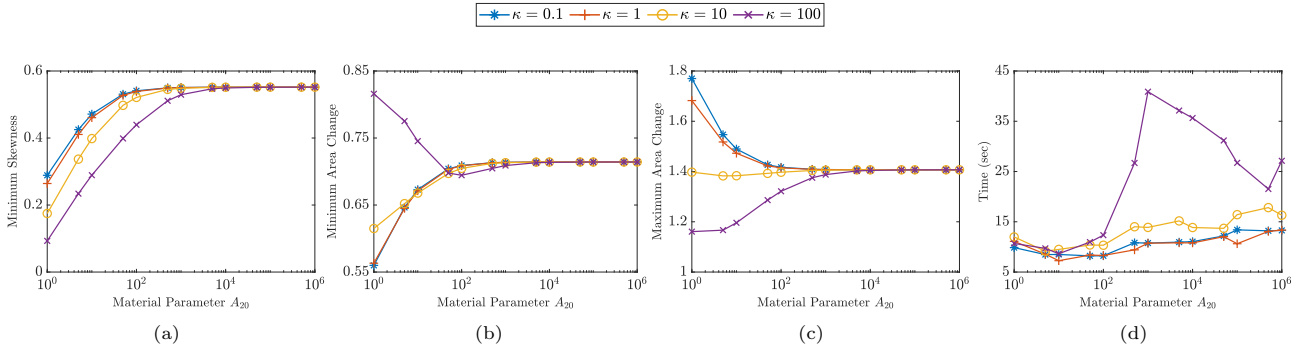 κ = 0.1 κ = 1 κ = 10 κ = 100
0.6
0.4
0.2
0
Minimum Skewness
10^0 10^2 10^4 10^6
Material Parameter A_20
(a)
0.85
0.75
0.65
0.55
Minimum Area Change
10^0 10^2 10^4 10^6
Material Parameter A_20
(b)
1.8
1.6
1.4
1.2
1
Maximum Area Change
10^0 10^2 10^4 10^6
Material Parameter A_20
(c)
45
35
25
15
5
Time (sec)
10^0 10^2 10^4 10^6
Material Parameter A_20
(d)